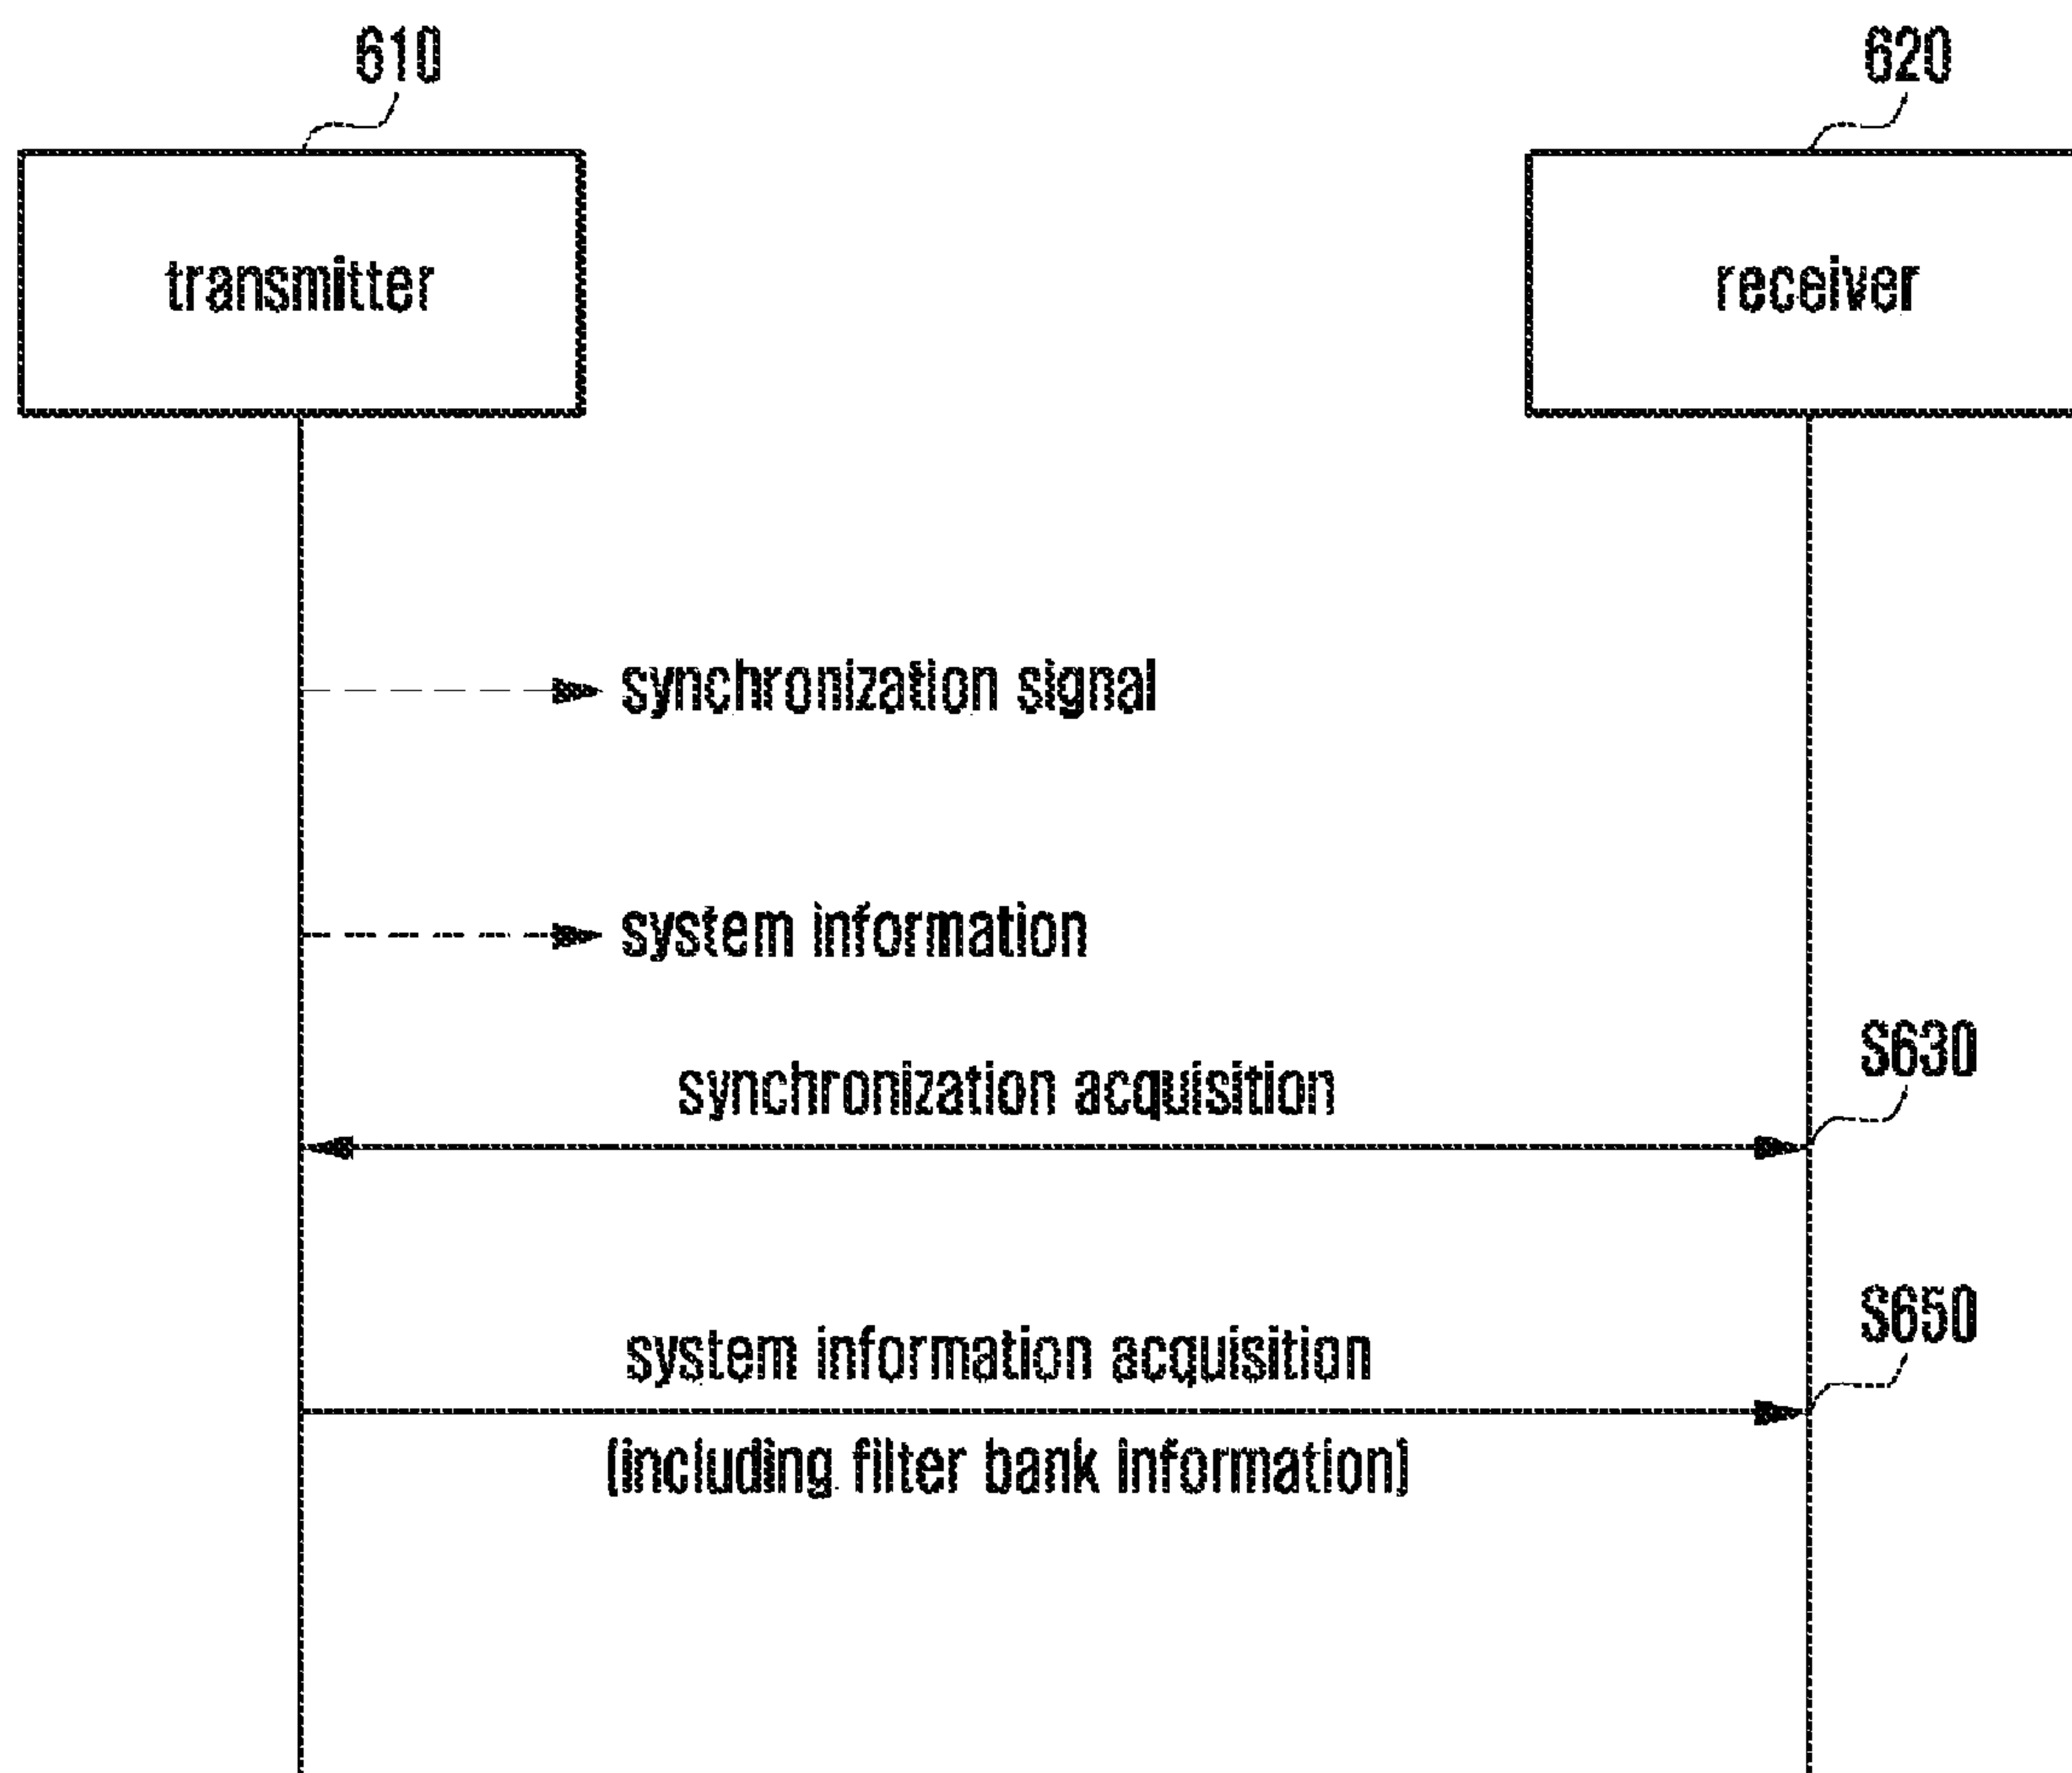 610
620
transmitter
receiver
synchronization signal
system information
S630
synchronization acquisition
S650
system information acquisition
(including filter bank information)